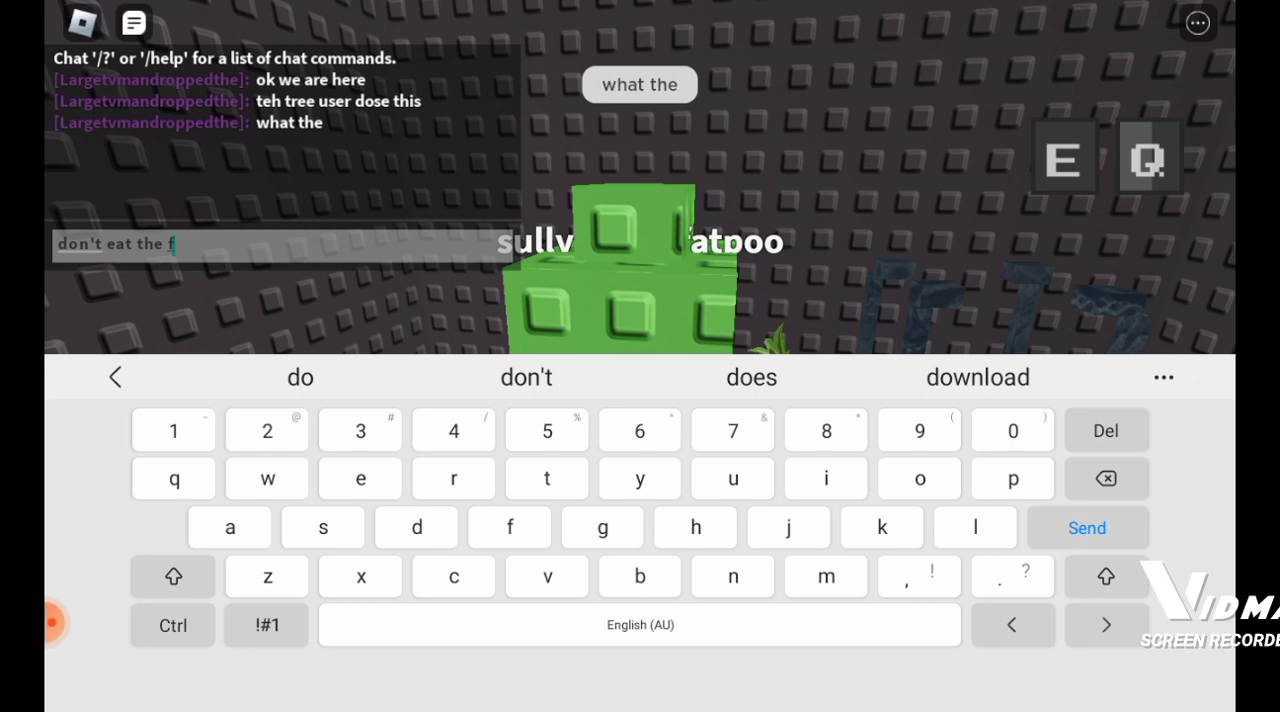 Chat '/?' or '/help' for a list of chat commands.
[Largetvmandroppedthe]: ok we are here
[Largetvmandroppedthe]: teh tree user dose this
[Largetvmandroppedthe]: what the
what the
E Q
don't eat the f
do don't does download
1 2 3 4 5 6 7 8 9 0 Del
~ @ # / % ^ & * ( )
q w e r t y u i o p
a s d f g h j k l Send
z x c v b n m , ! . ?
Ctrl !#1 English (AU) < >
SCREEN RECORDE